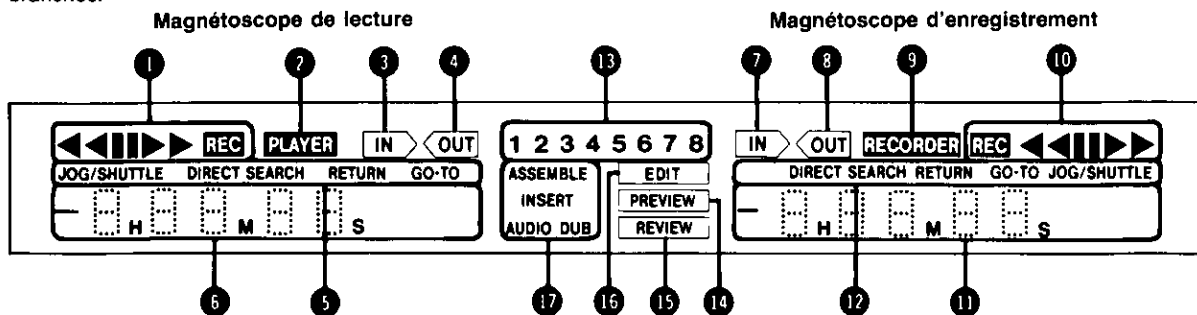 branchés.
Magnétoscope de lecture Magnétoscope d'enregistrement
1 2 3 4 13 7 8 9 10
REC PLAYER IN OUT 1 2 3 4 5 6 7 8 IN OUT RECORDER REC
JOG/SHUTTLE DIRECT SEARCH RETURN GO-TO ASSEMBLE EDIT DIRECT SEARCH RETURN GO-TO JOG/SHUTTLE
INSERT PREVIEW
H M S AUDIO DUB REVIEW H M S
6 5 17 16 15 14 12 11